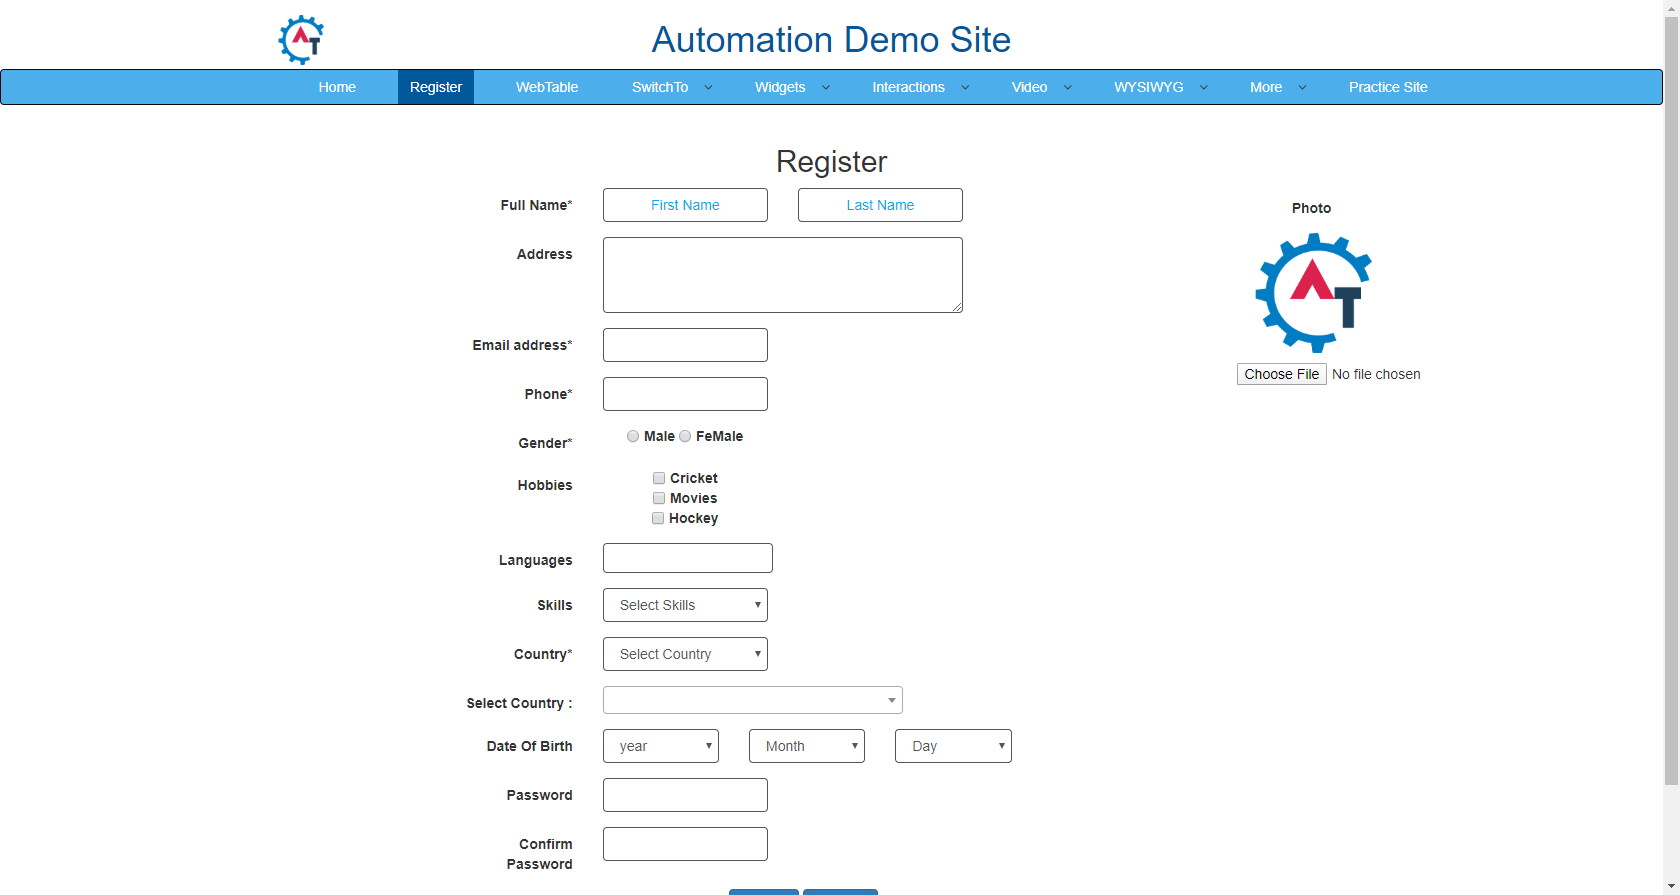 Automation Demo Site
Home Register WebTable SwitchTo Widgets Interactions Video WYSIWYG More Practice Site
Register
Full Name* First Name Last Name
Photo
Address
AT
Email address*
Choose File No file chosen
Phone*
Gender* Male FeMale
Hobbies Cricket
Movies
Hockey
Languages
Skills Select Skills
Country* Select Country
Select Country :
Date Of Birth year Month Day
Password
Confirm
Password